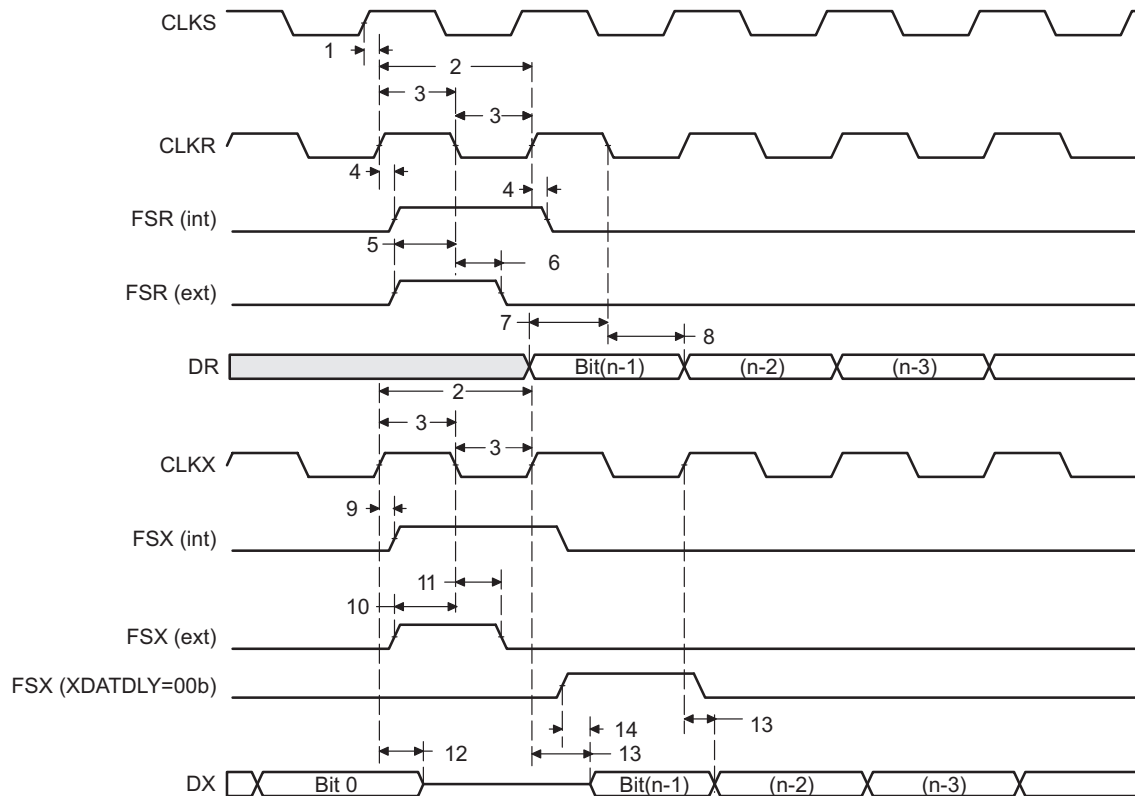 CLKS
1
2
3
3
CLKR
4
4
FSR (int)
5
6
FSR (ext)
7
8
DR
Bit(n-1)
(n-2)
(n-3)
2
3
3
CLKX
9
FSX (int)
11
10
FSX (ext)
FSX (XDATDLY=00b)
14
13
12
13
DX
Bit 0
Bit(n-1)
(n-2)
(n-3)